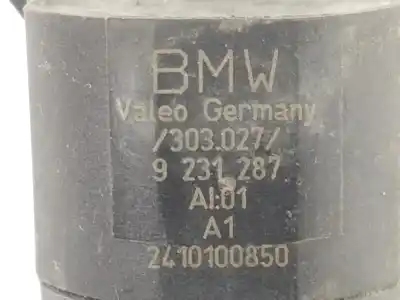 BMW
Valeo Germany
/303.027/
9 231 287
AI:01
A1
2410100850